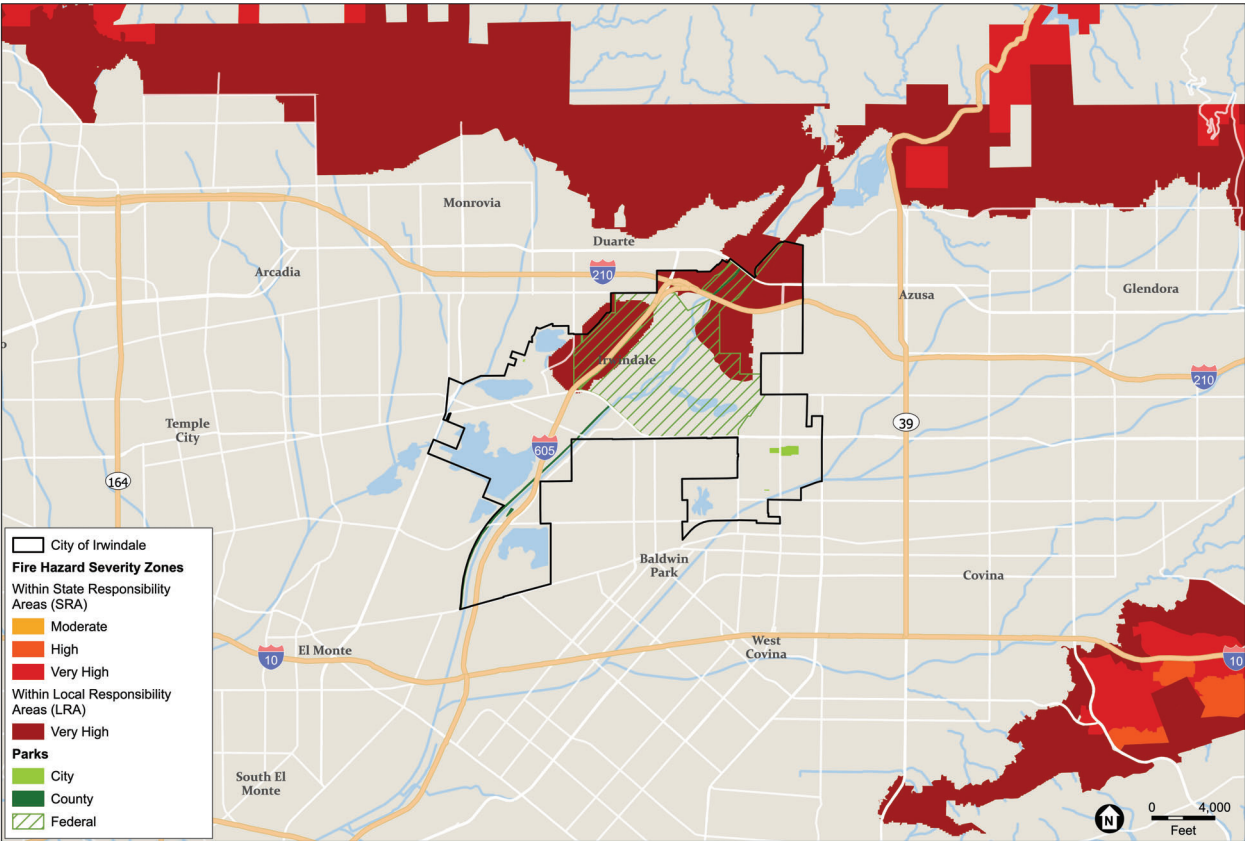 Monrovia
Duarte
210
Arcadia
Azusa
Glendora
Irwindale
210
Temple
City
39
605
164
Baldwin
Park
Covina
West
Covina
El Monte
10
10
South El
Monte
City of Irwindale
Fire Hazard Severity Zones
Within State Responsibility
Areas (SRA)
Moderate
High
Very High
Within Local Responsibility
Areas (LRA)
Very High
Parks
City
County
Federal
N
0 4,000
Feet